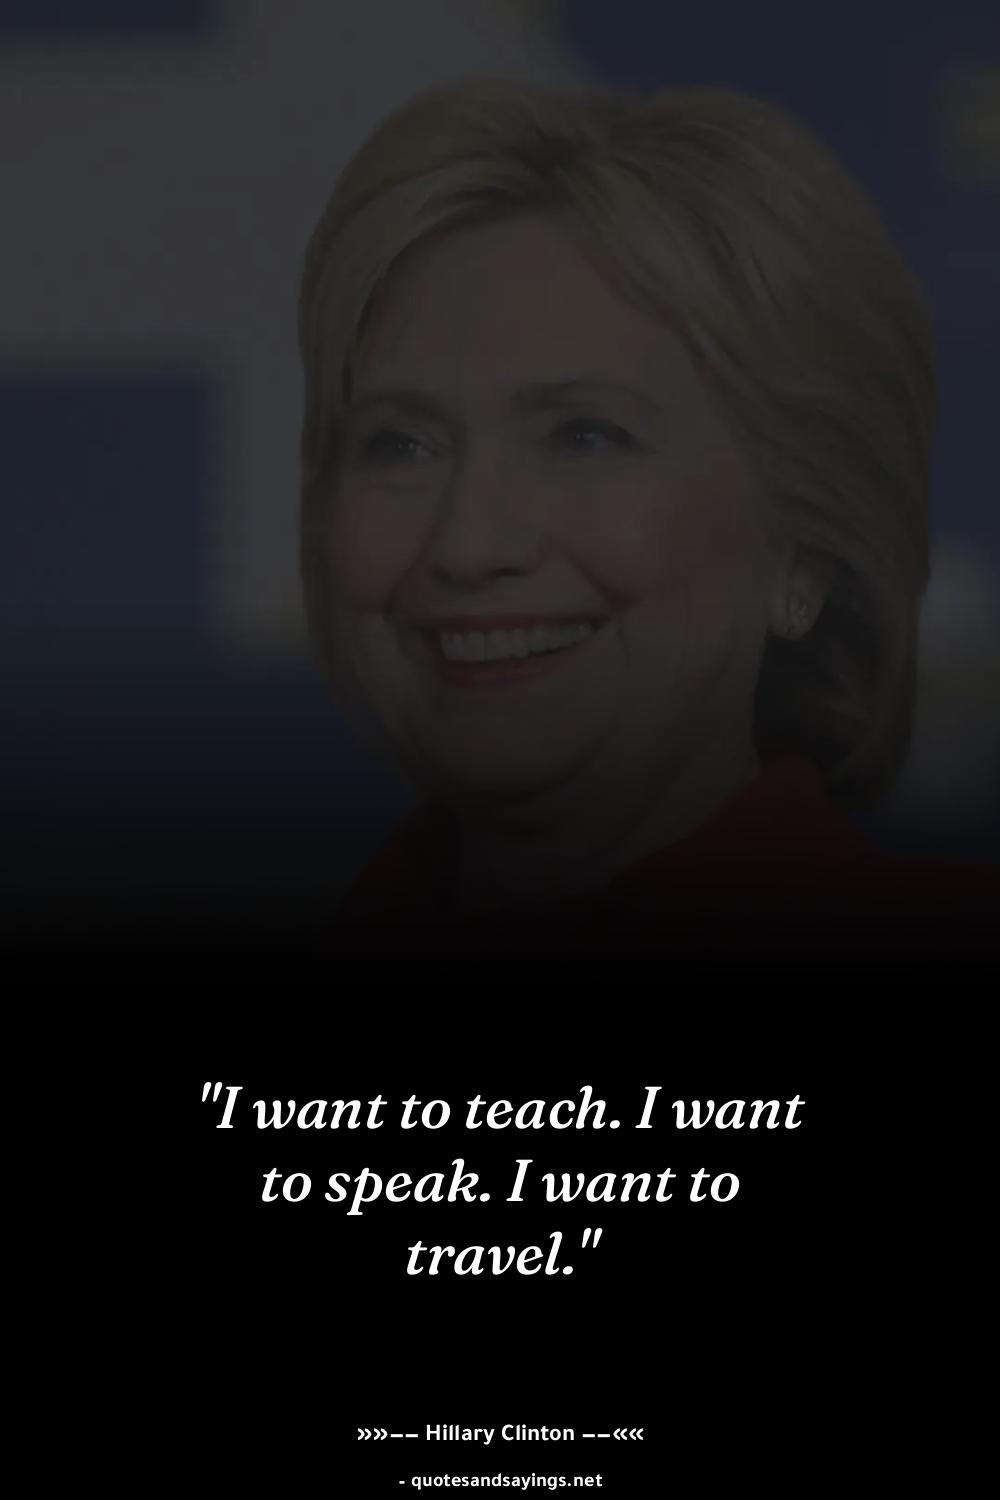 "I want to teach. I want
to speak. I want to
travel."
»»−− Hillary Clinton −−««
- quotesandsayings.net